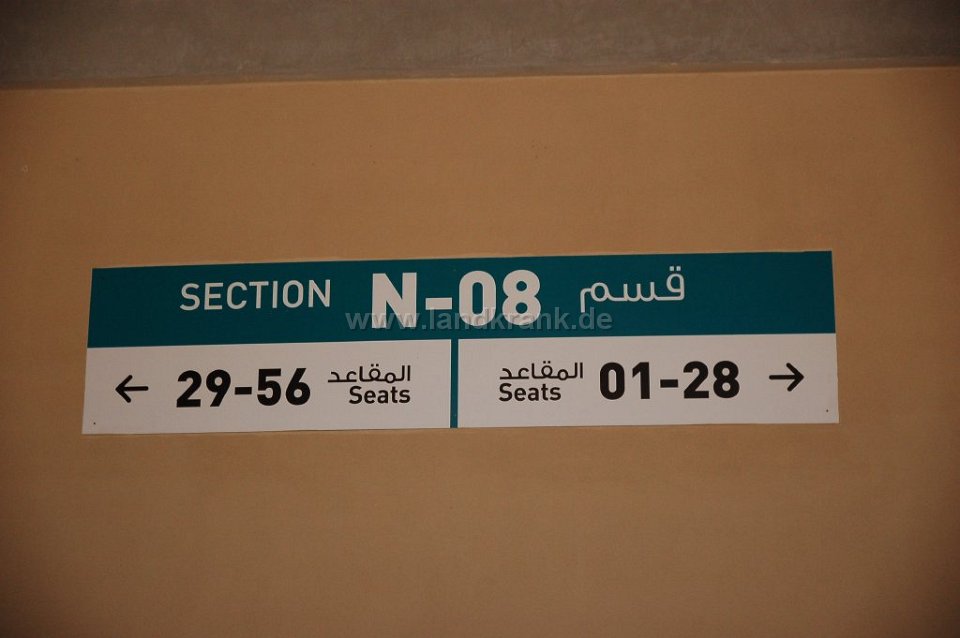 SECTION N-08 قسم
www.landkrank.de
← 29-56 المقاعد
Seats
المقاعد 01-28 →
Seats